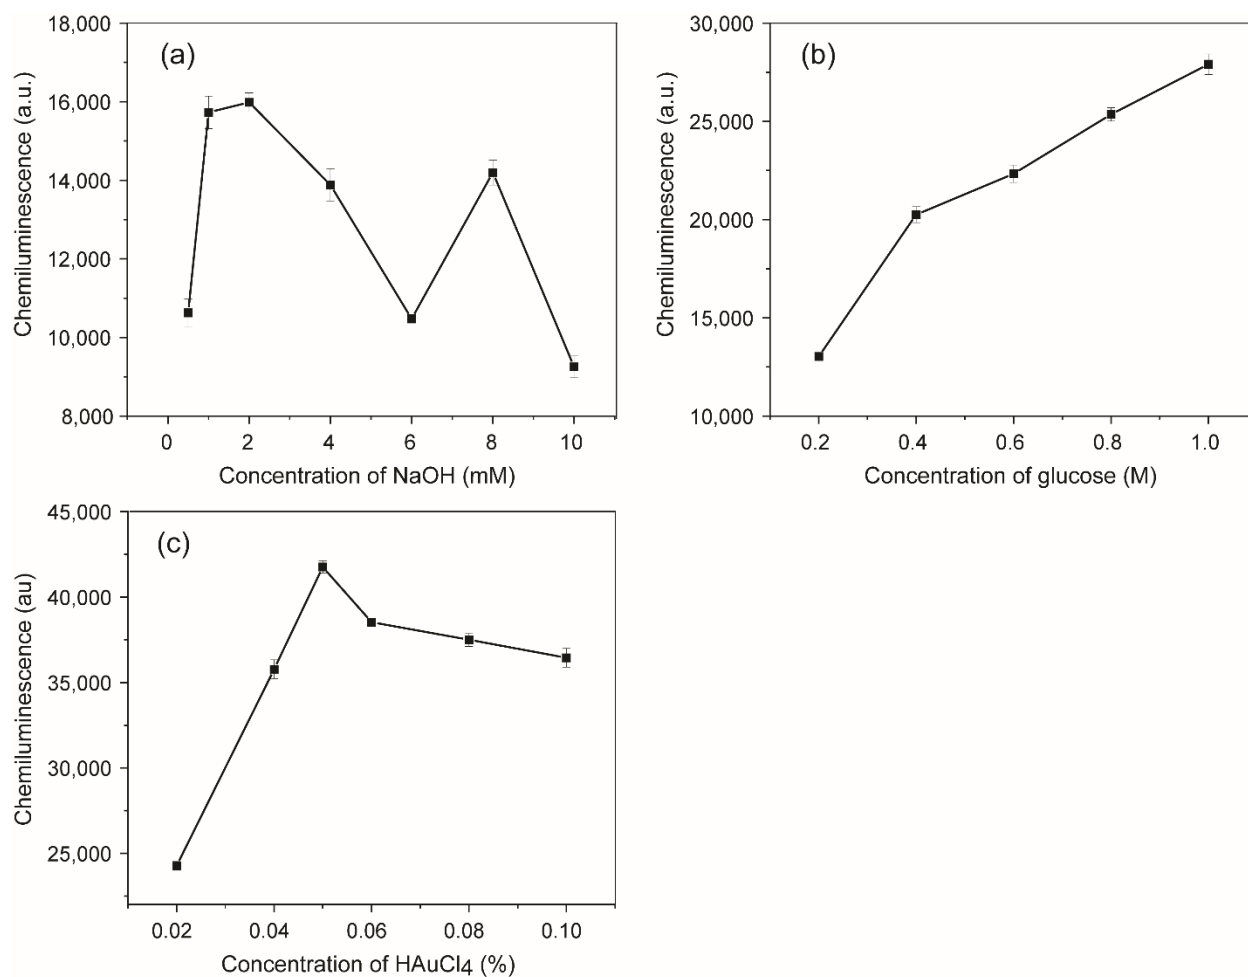 (a)
Chemiluminescence (a.u.)
18,000
16,000
14,000
12,000
10,000
8,000
0 2 4 6 8 10
Concentration of NaOH (mM)
(b)
Chemiluminescence (a.u.)
30,000
25,000
20,000
15,000
10,000
0.2 0.4 0.6 0.8 1.0
Concentration of glucose (M)
(c)
Chemiluminescence (au)
45,000
40,000
35,000
30,000
25,000
0.02 0.04 0.06 0.08 0.10
Concentration of HAuCl4 (%)